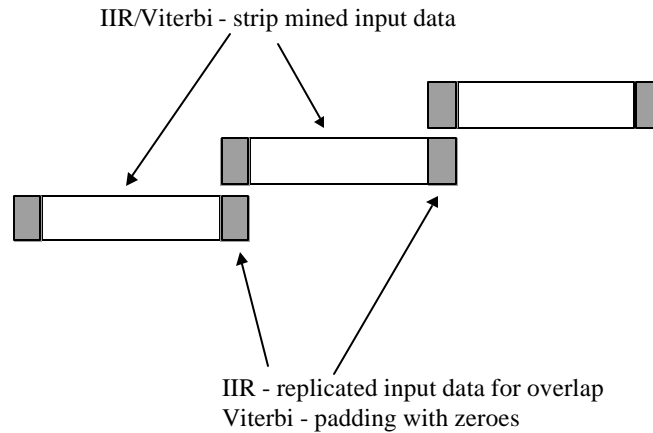 IIR/Viterbi - strip mined input data
IIR - replicated input data for overlap
Viterbi - padding with zeroes